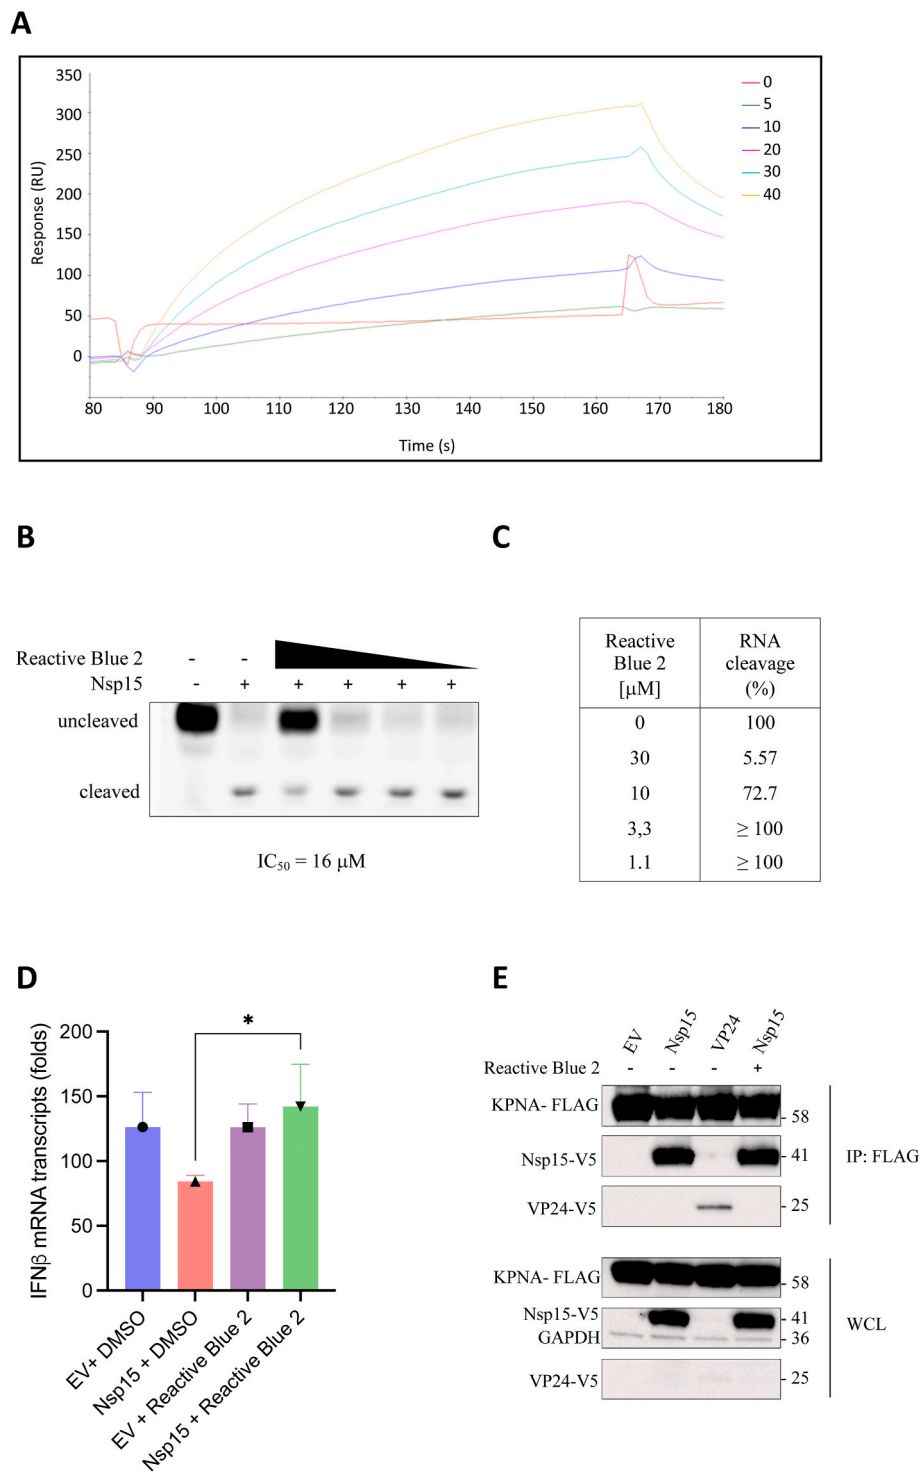 A
Response (RU)
350
300
250
200
150
100
50
0
80 90 100 110 120 130 140 150 160 170 180
Time (s)
0
5
10
20
30
40
B
Reactive Blue 2 - -
Nsp15 - + + + + +
uncleaved
cleaved
IC50 = 16 μM
C
Reactive Blue 2 [μM] RNA cleavage (%)
0 100
30 5.57
10 72.7
3,3 ≥ 100
1.1 ≥ 100
D
IFNβ mRNA transcripts (folds)
200
150
100
50
0
*
EV+ DMSO
Nsp15 + DMSO
EV + Reactive Blue 2
Nsp15 + Reactive Blue 2
E
EV Nsp15 VP24 Nsp15
Reactive Blue 2 - - - +
KPNA- FLAG - 58
Nsp15-V5 - 41
VP24-V5 - 25
IP: FLAG
KPNA- FLAG - 58
Nsp15-V5 - 41
GAPDH - 36
VP24-V5 - 25
WCL